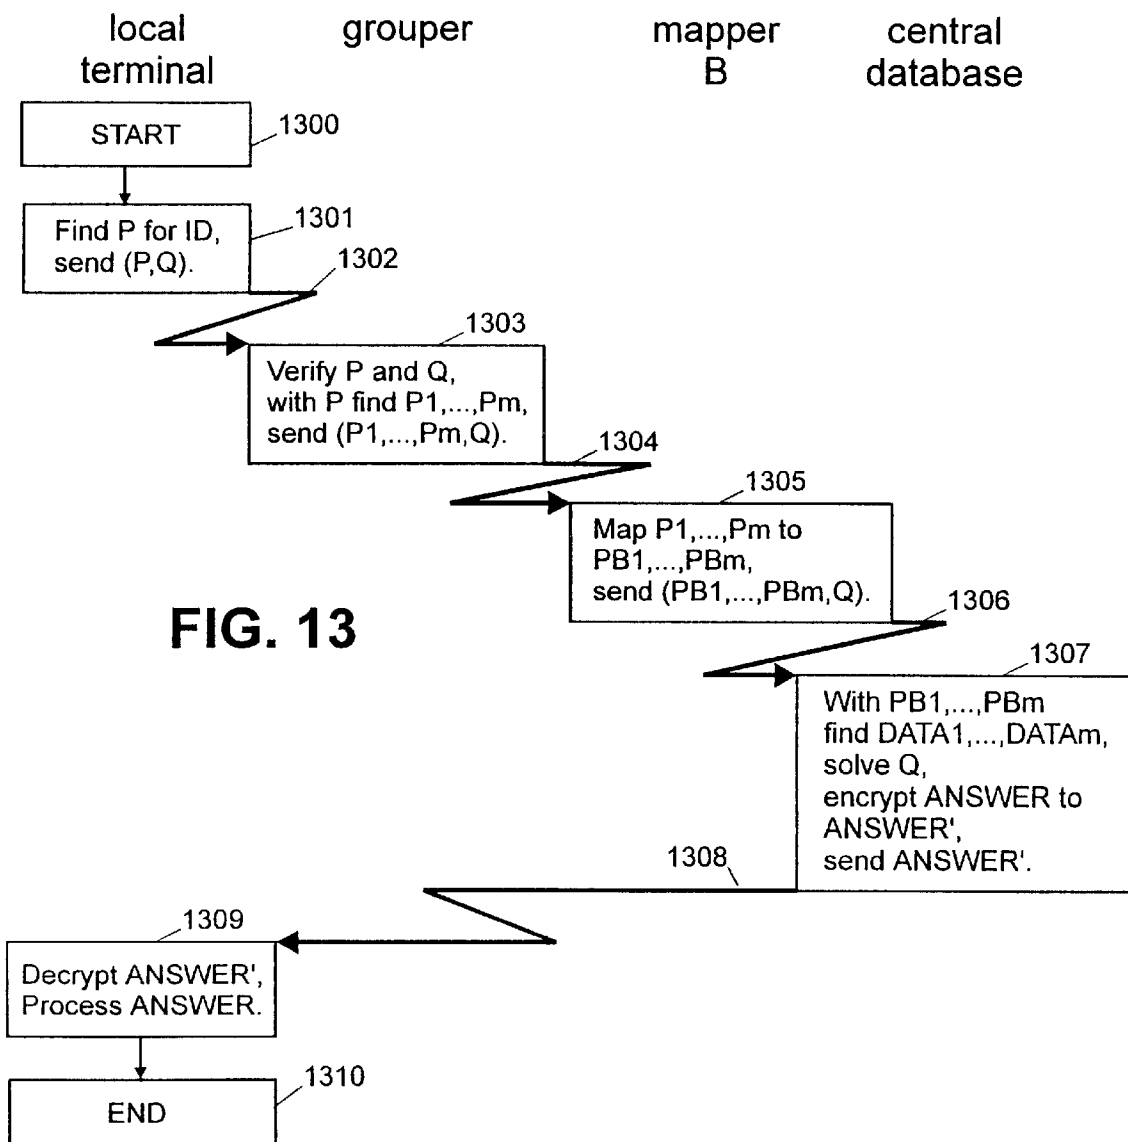 local
terminal
grouper
mapper
B
central
database
START
1300
Find P for ID,
send (P,Q).
1301
1302
1303
Verify P and Q,
with P find P1,...,Pm,
send (P1,...,Pm,Q).
1304
1305
Map P1,...,Pm to
PB1,...,PBm,
send (PB1,...,PBm,Q).
1306
FIG. 13
1307
With PB1,...,PBm
find DATA1,...,DATAm,
solve Q,
encrypt ANSWER to
ANSWER',
send ANSWER'.
1308
1309
Decrypt ANSWER',
Process ANSWER.
1310
END